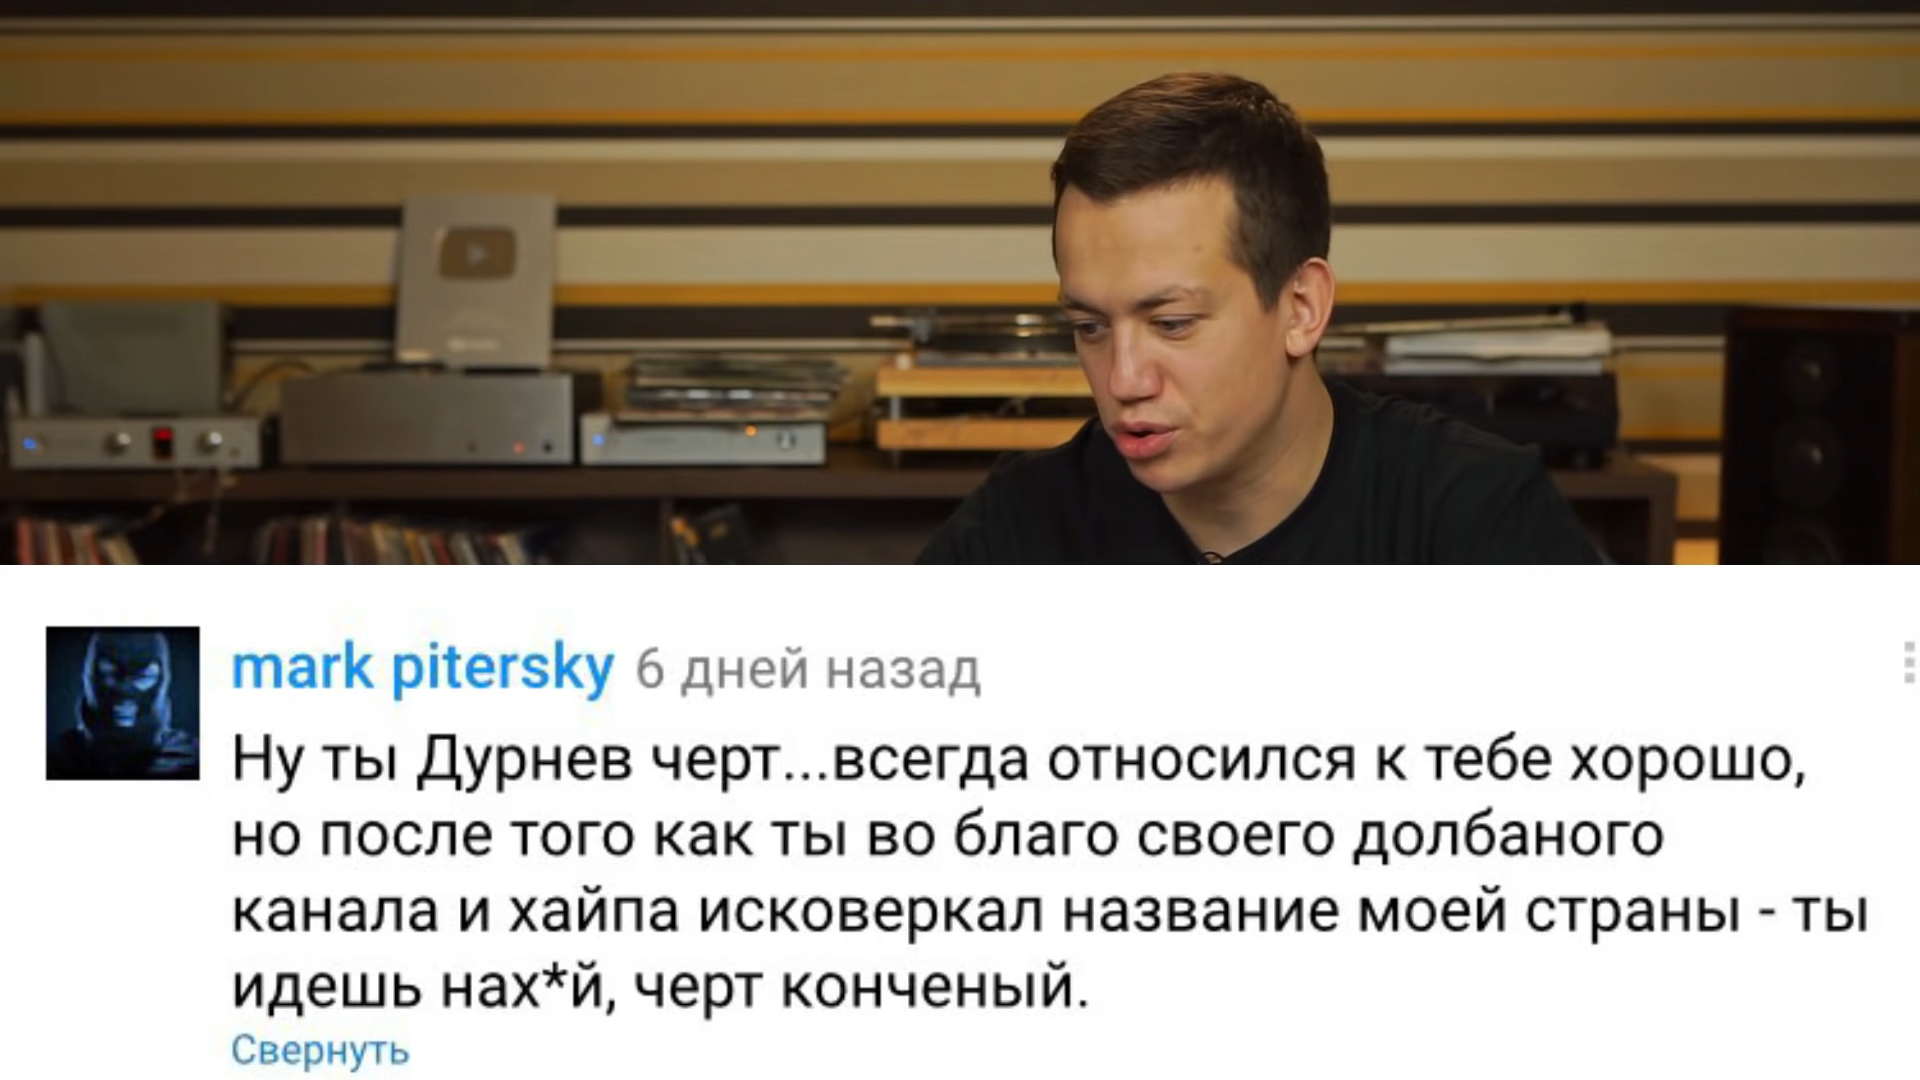 mark pitersky 6 дней назад
Ну ты Дурнев черт...всегда относился к тебе хорошо,
но после того как ты во благо своего долбаного
канала и хайпа исковеркал название моей страны - ты
идешь нах*й, черт конченый.
Свернуть